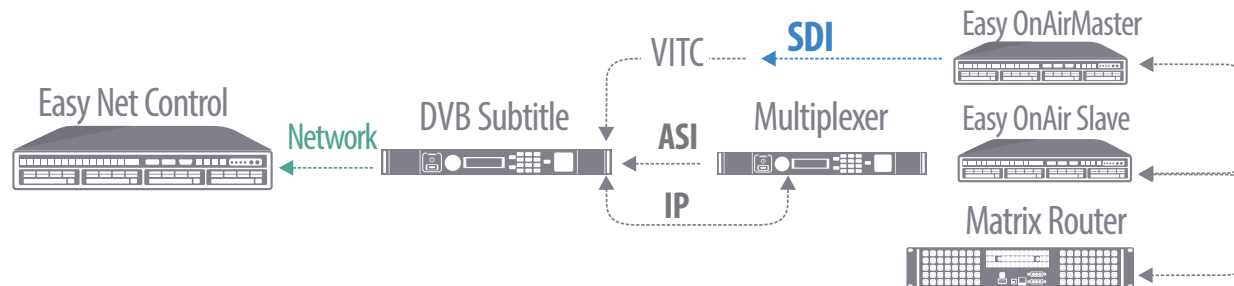 Easy OnAirMaster
VITC
SDI
Easy Net Control
Network
DVB Subtitle
ASI
Multiplexer
Easy OnAir Slave
IP
Matrix Router